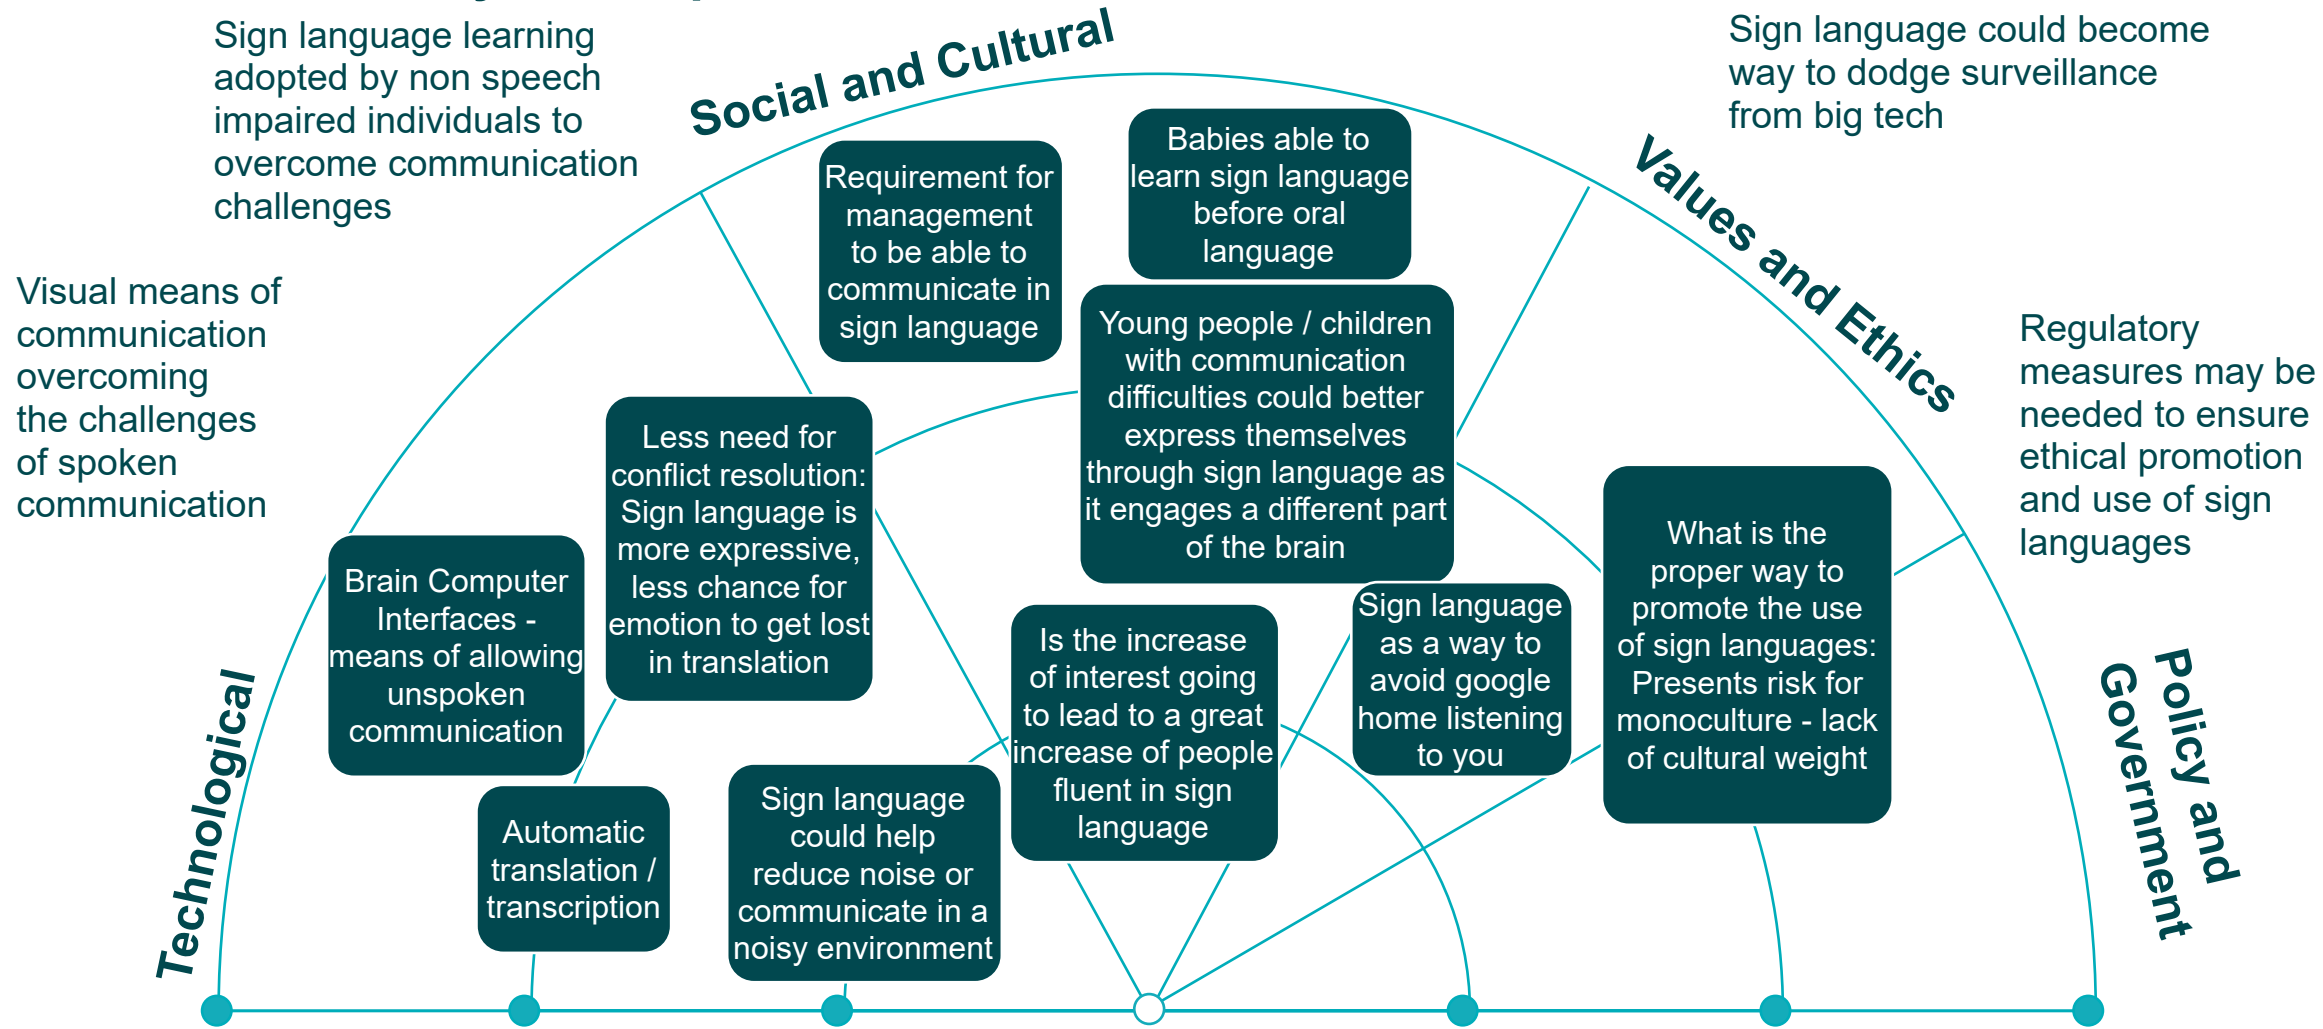 Sign language learning
adopted by non speech
impaired individuals to
overcome communication
challenges
Social and Cultural
Sign language could become
way to dodge surveillance
from big tech
Values and Ethics
Visual means of
communication
overcoming
the challenges
of spoken
communication
Regulatory
measures may be
needed to ensure
ethical promotion
and use of sign
languages
Technological
Policy and
Government
Requirement for
management
to be able to
communicate in
sign language
Babies able to
learn sign language
before oral
language
Young people / children
with communication
difficulties could better
express themselves
through sign language as
it engages a different part
of the brain
Less need for
conflict resolution:
Sign language is
more expressive,
less chance for
emotion to get lost
in translation
Brain Computer
Interfaces -
means of allowing
unspoken
communication
Automatic
translation /
transcription
Sign language
could help
reduce noise or
communicate in a
noisy environment
Is the increase
of interest going
to lead to a great
increase of people
fluent in sign
language
Sign language
as a way to
avoid google
home listening
to you
What is the
proper way to
promote the use
of sign languages:
Presents risk for
monoculture - lack
of cultural weight